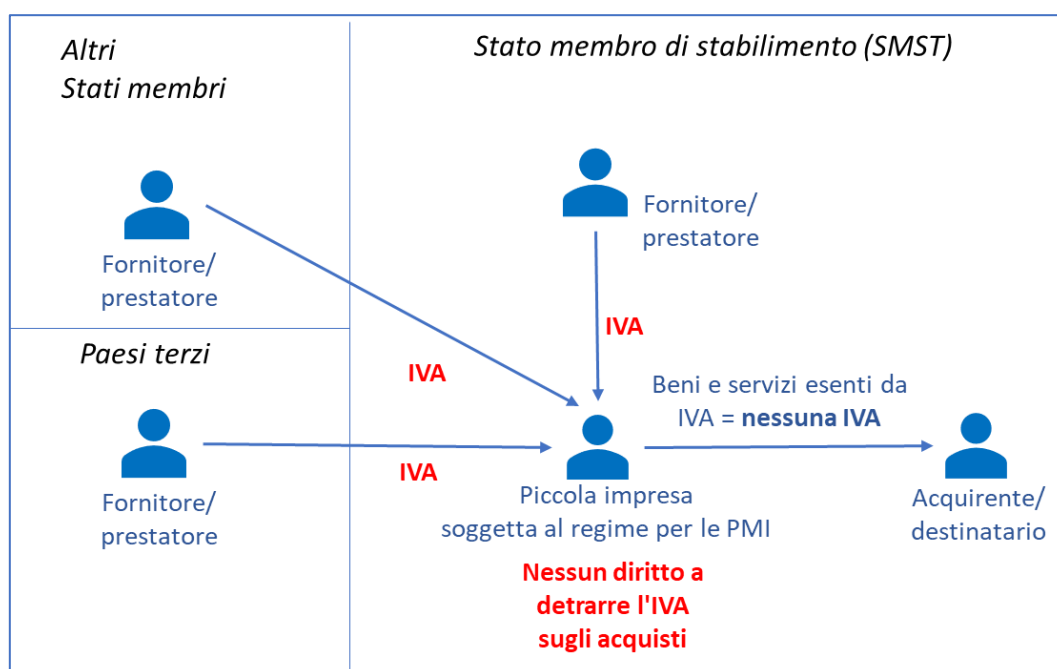 Altri
Stati membri
Stato membro di stabilimento (SMST)
Fornitore/
prestatore
Fornitore/
prestatore
IVA
Paesi terzi
IVA
Beni e servizi esenti da
IVA = nessuna IVA
IVA
Fornitore/
prestatore
Piccola impresa
soggetta al regime per le PMI
Acquirente/
destinatario
Nessun diritto a
detrarre l'IVA
sugli acquisti